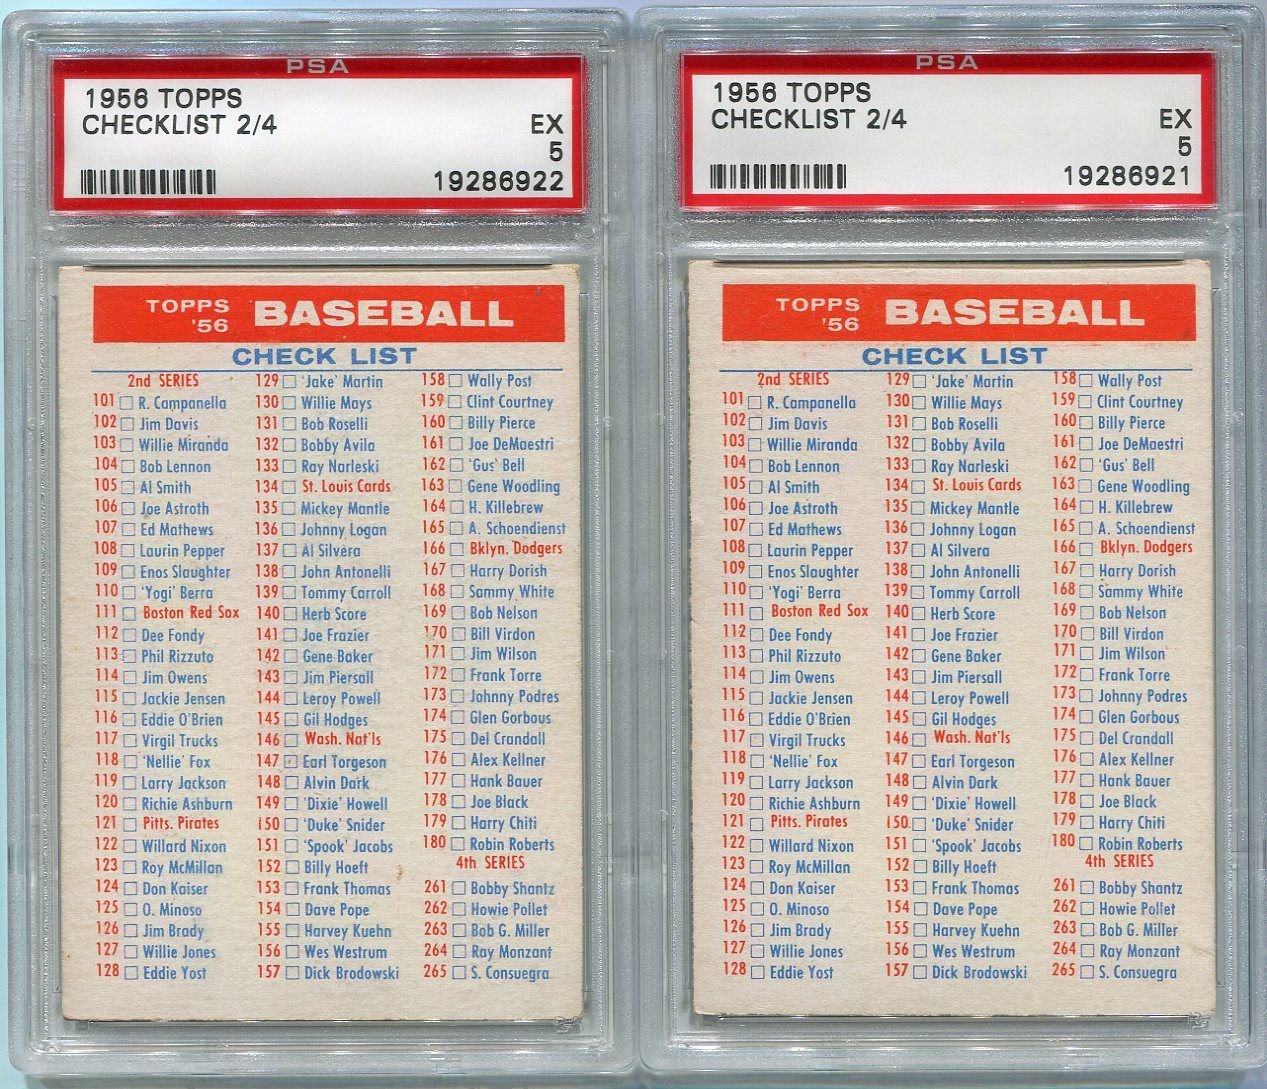 PSA
1956 TOPPS
CHECKLIST 2/4
EX
5
19286922
TOPPS '56 BASEBALL
CHECK LIST
2nd SERIES
101 R. Campanella
102 Jim Davis
103 Willie Miranda
104 Bob Lennon
105 Al Smith
106 Joe Astroth
107 Ed Mathews
108 Laurin Pepper
109 Enos Slaughter
110 'Yogi' Berra
111 Boston Red Sox
112 Dee Fondy
113 Phil Rizzuto
114 Jim Owens
115 Jackie Jensen
116 Eddie O'Brien
117 Virgil Trucks
118 'Nellie' Fox
119 Larry Jackson
120 Richie Ashburn
121 Pitts. Pirates
122 Willard Nixon
123 Roy McMillan
124 Don Kaiser
125 O. Minoso
126 Jim Brady
127 Willie Jones
128 Eddie Yost
129 'Jake' Martin
130 Willie Mays
131 Bob Roselli
132 Bobby Avila
133 Ray Narleski
134 St. Louis Cards
135 Mickey Mantle
136 Johnny Logan
137 Al Silvera
138 John Antonelli
139 Tommy Carroll
140 Herb Score
141 Joe Frazier
142 Gene Baker
143 Jim Piersall
144 Leroy Powell
145 Gil Hodges
146 Wash. Nat'ls
147 Earl Torgeson
148 Alvin Dark
149 'Dixie' Howell
150 'Duke' Snider
151 'Spook' Jacobs
152 Billy Hoeft
153 Frank Thomas
154 Dave Pope
155 Harvey Kuehn
156 Wes Westrum
157 Dick Brodowski
158 Wally Post
159 Clint Courtney
160 Billy Pierce
161 Joe DeMaestri
162 'Gus' Bell
163 Gene Woodling
164 H. Killebrew
165 A. Schoendienst
166 Bklyn. Dodgers
167 Harry Dorish
168 Sammy White
169 Bob Nelson
170 Bill Virdon
171 Jim Wilson
172 Frank Torre
173 Johnny Podres
174 Glen Gorbous
175 Del Crandall
176 Alex Kellner
177 Hank Bauer
178 Joe Black
179 Harry Chiti
180 Robin Roberts
4th SERIES
261 Bobby Shantz
262 Howie Pollet
263 Bob G. Miller
264 Ray Monzant
265 S. Consuegra
PSA
1956 TOPPS
CHECKLIST 2/4
EX
5
19286921
TOPPS '56 BASEBALL
CHECK LIST
2nd SERIES
101 R. Campanella
102 Jim Davis
103 Willie Miranda
104 Bob Lennon
105 Al Smith
106 Joe Astroth
107 Ed Mathews
108 Laurin Pepper
109 Enos Slaughter
110 'Yogi' Berra
111 Boston Red Sox
112 Dee Fondy
113 Phil Rizzuto
114 Jim Owens
115 Jackie Jensen
116 Eddie O'Brien
117 Virgil Trucks
118 'Nellie' Fox
119 Larry Jackson
120 Richie Ashburn
121 Pitts. Pirates
122 Willard Nixon
123 Roy McMillan
124 Don Kaiser
125 O. Minoso
126 Jim Brady
127 Willie Jones
128 Eddie Yost
129 'Jake' Martin
130 Willie Mays
131 Bob Roselli
132 Bobby Avila
133 Ray Narleski
134 St. Louis Cards
135 Mickey Mantle
136 Johnny Logan
137 Al Silvera
138 John Antonelli
139 Tommy Carroll
140 Herb Score
141 Joe Frazier
142 Gene Baker
143 Jim Piersall
144 Leroy Powell
145 Gil Hodges
146 Wash. Nat'ls
147 Earl Torgeson
148 Alvin Dark
149 'Dixie' Howell
150 'Duke' Snider
151 'Spook' Jacobs
152 Billy Hoeft
153 Frank Thomas
154 Dave Pope
155 Harvey Kuehn
156 Wes Westrum
157 Dick Brodowski
158 Wally Post
159 Clint Courtney
160 Billy Pierce
161 Joe DeMaestri
162 'Gus' Bell
163 Gene Woodling
164 H. Killebrew
165 A. Schoendienst
166 Bklyn. Dodgers
167 Harry Dorish
168 Sammy White
169 Bob Nelson
170 Bill Virdon
171 Jim Wilson
172 Frank Torre
173 Johnny Podres
174 Glen Gorbous
175 Del Crandall
176 Alex Kellner
177 Hank Bauer
178 Joe Black
179 Harry Chiti
180 Robin Roberts
4th SERIES
261 Bobby Shantz
262 Howie Pollet
263 Bob G. Miller
264 Ray Monzant
265 S. Consuegra